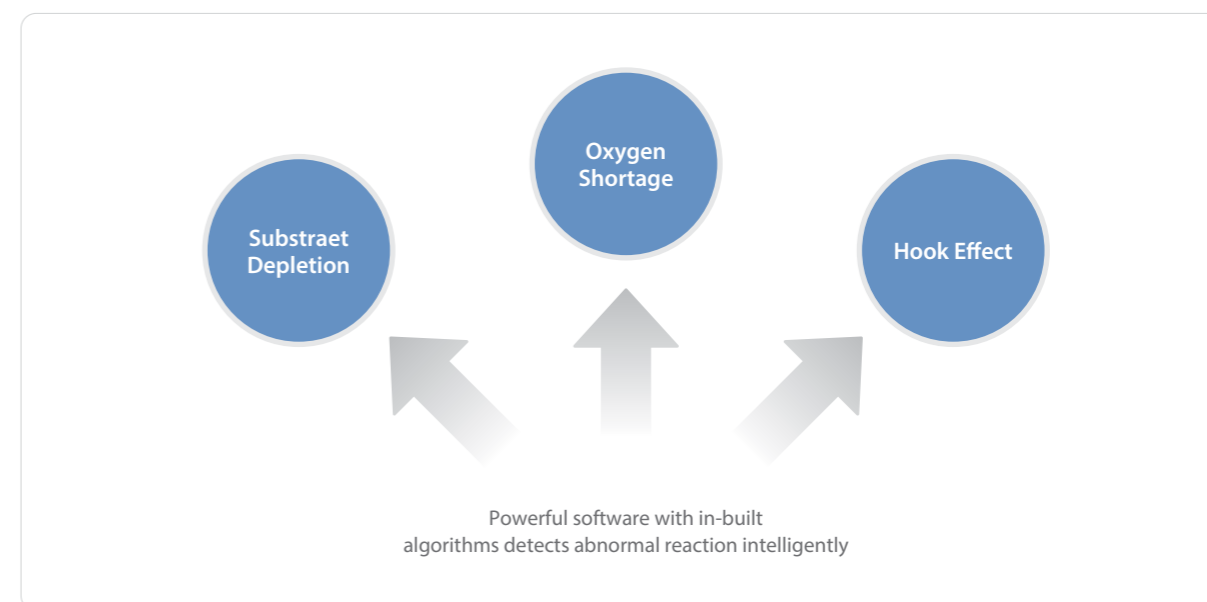 Substraet
Depletion
Oxygen
Shortage
Hook Effect
Powerful software with in-built
algorithms detects abnormal reaction intelligently